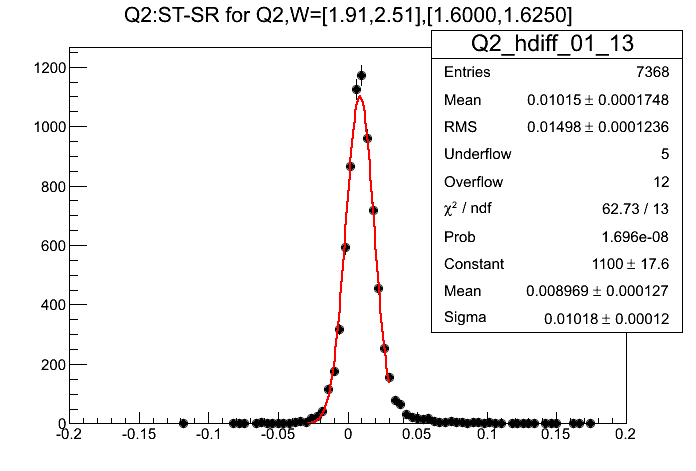 Q2:ST-SR for Q2,W=[1.91,2.51],[1.6000,1.6250]
Q2_hdiff_01_13
Entries 7368
Mean 0.01015 ± 0.0001748
RMS 0.01498 ± 0.0001236
Underflow 5
Overflow 12
χ² / ndf 62.73 / 13
Prob 1.696e-08
Constant 1100 ± 17.6
Mean 0.008969 ± 0.000127
Sigma 0.01018 ± 0.00012
1200
1000
800
600
400
200
0
-0.2 -0.15 -0.1 -0.05 0 0.05 0.1 0.15 0.2